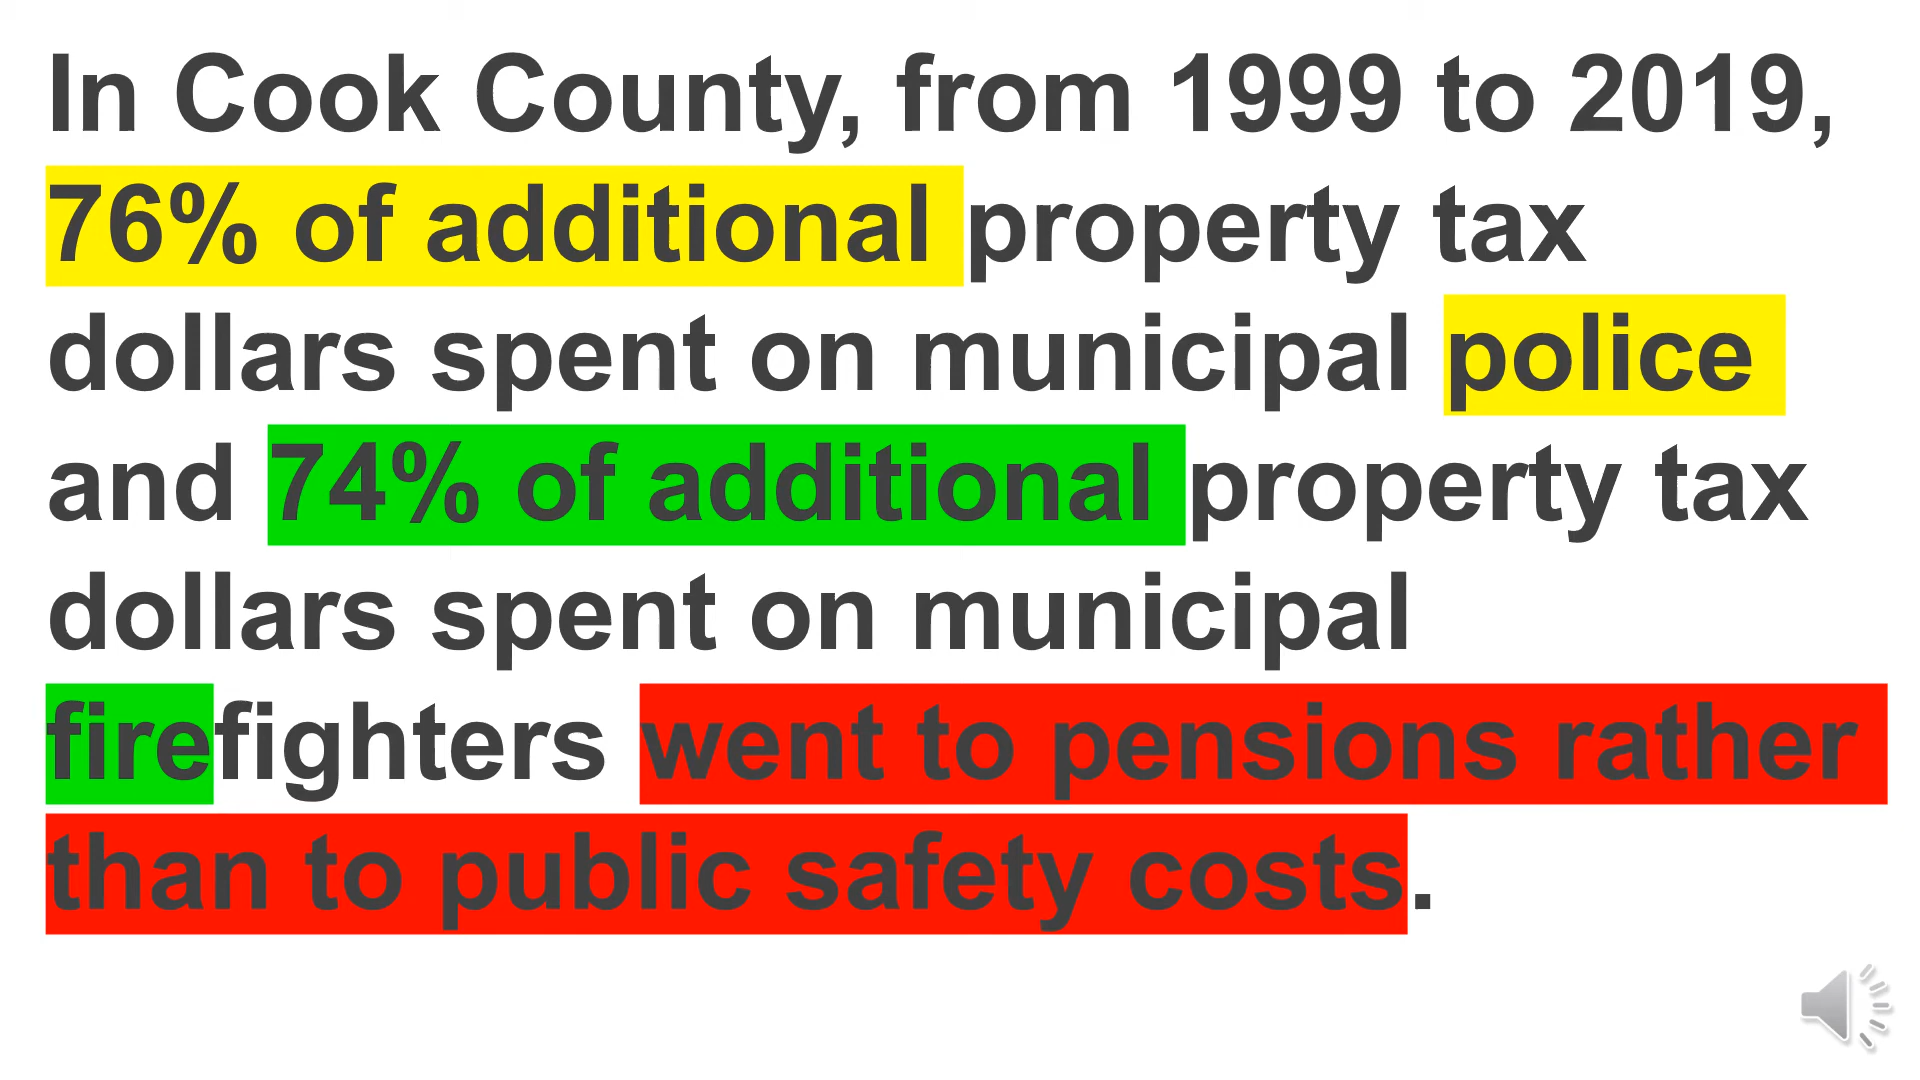 In Cook County, from 1999 to 2019,
76% of additional property tax
dollars spent on municipal police
and 74% of additional property tax
dollars spent on municipal
firefighters went to pensions rather
than to public safety costs.